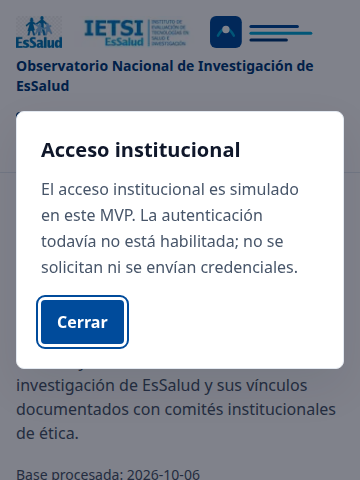 EsSalud
IETSI
EsSalud
INSTITUTO DE
EVALUACIÓN DE
TECNOLOGÍAS EN
SALUD E
INVESTIGACIÓN
Observatorio Nacional de Investigación de
EsSalud
Acceso institucional
El acceso institucional es simulado
en este MVP. La autenticación
todavía no está habilitada; no se
solicitan ni se envían credenciales.
Cerrar
investigación de EsSalud y sus vínculos
documentados con comités institucionales
de ética.
Base procesada: 2026-10-06